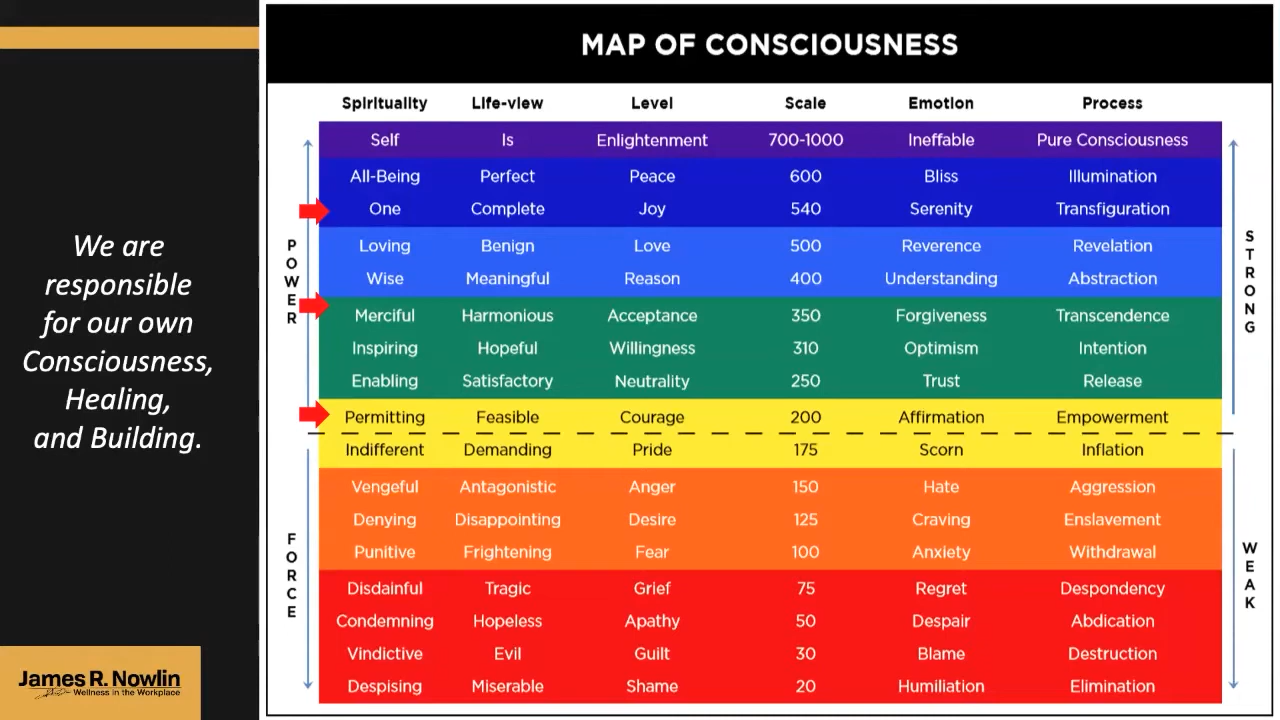 We are
responsible
for our own
Consciousness,
Healing,
and Building.
James R. Nowlin
Wellness in the Workplace
MAP OF CONSCIOUSNESS
Spirituality Life-view Level Scale Emotion Process
Self Is Enlightenment 700-1000 Ineffable Pure Consciousness
All-Being Perfect Peace 600 Bliss Illumination
One Complete Joy 540 Serenity Transfiguration
Loving Benign Love 500 Reverence Revelation
Wise Meaningful Reason 400 Understanding Abstraction
Merciful Harmonious Acceptance 350 Forgiveness Transcendence
Inspiring Hopeful Willingness 310 Optimism Intention
Enabling Satisfactory Neutrality 250 Trust Release
Permitting Feasible Courage 200 Affirmation Empowerment
Indifferent Demanding Pride 175 Scorn Inflation
Vengeful Antagonistic Anger 150 Hate Aggression
Denying Disappointing Desire 125 Craving Enslavement
Punitive Frightening Fear 100 Anxiety Withdrawal
Disdainful Tragic Grief 75 Regret Despondency
Condemning Hopeless Apathy 50 Despair Abdication
Vindictive Evil Guilt 30 Blame Destruction
Despising Miserable Shame 20 Humiliation Elimination
POWER
FORCE
STRONG
WEAK